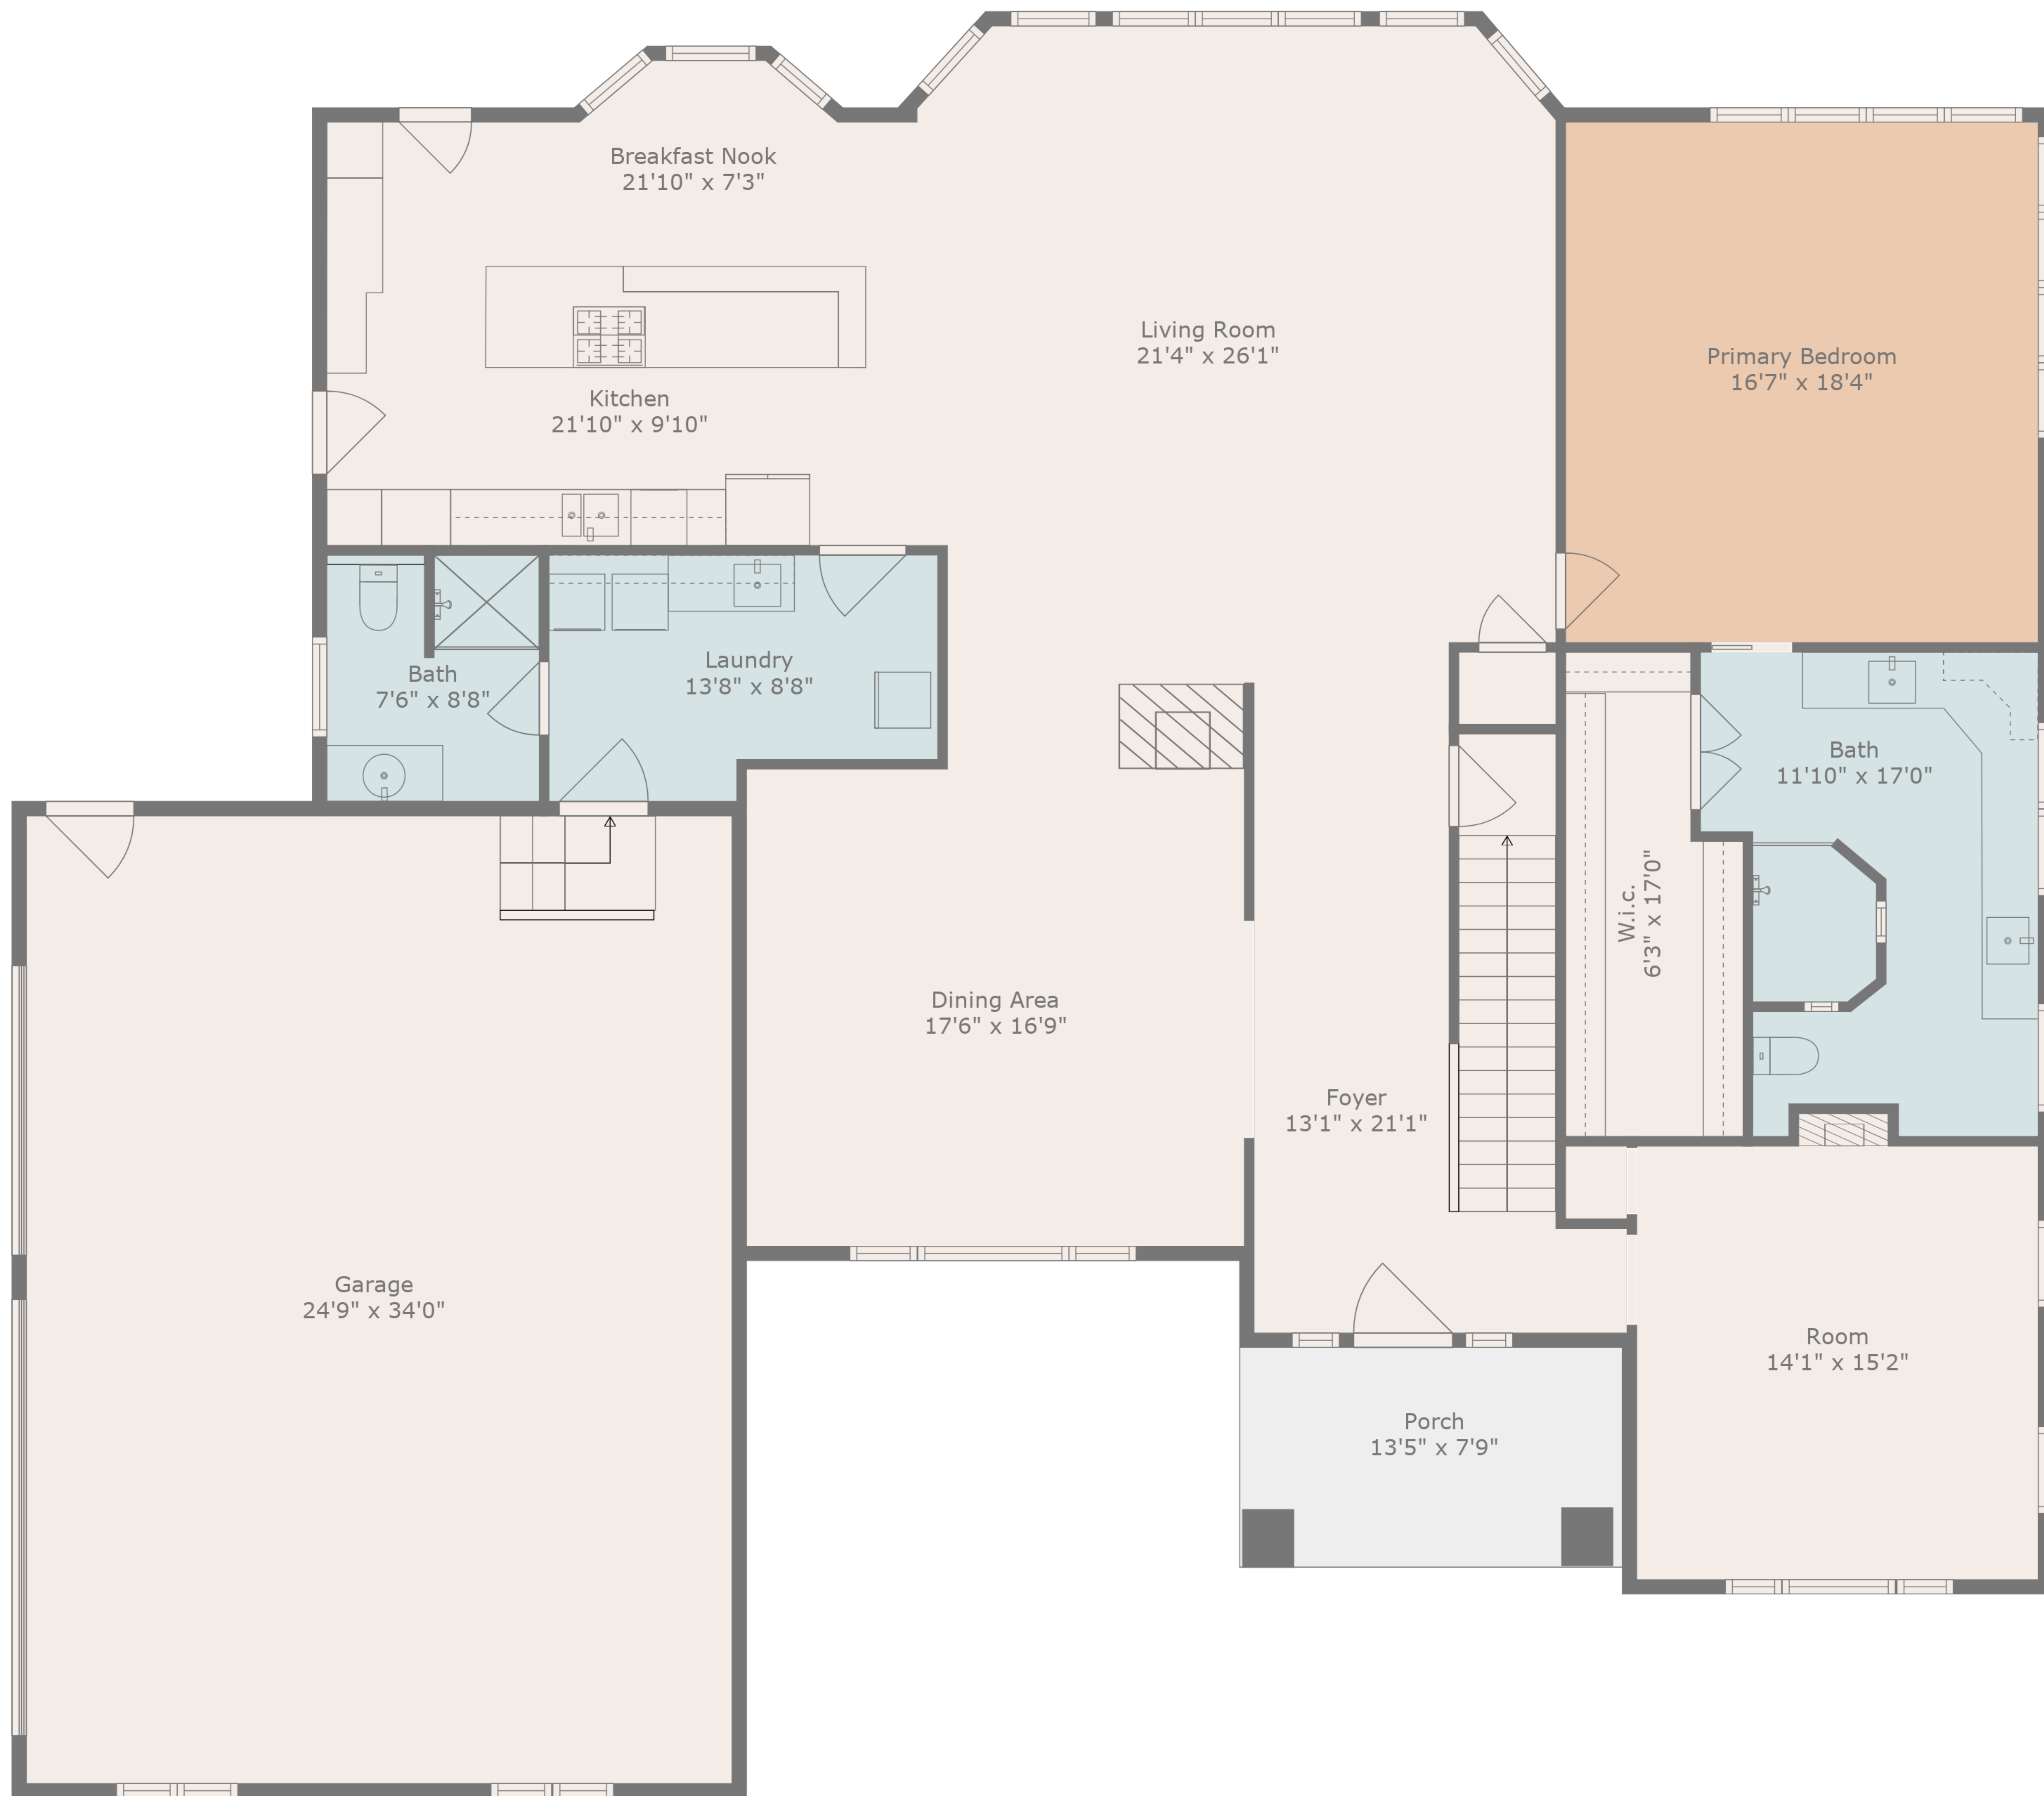 Breakfast Nook
21'10" x 7'3"
Living Room
21'4" x 26'1"
Primary Bedroom
16'7" x 18'4"
Kitchen
21'10" x 9'10"
Bath
7'6" x 8'8"
Laundry
13'8" x 8'8"
Bath
11'10" x 17'0"
W.i.c.
6'3" x 17'0"
Dining Area
17'6" x 16'9"
Foyer
13'1" x 21'1"
Garage
24'9" x 34'0"
Room
14'1" x 15'2"
Porch
13'5" x 7'9"